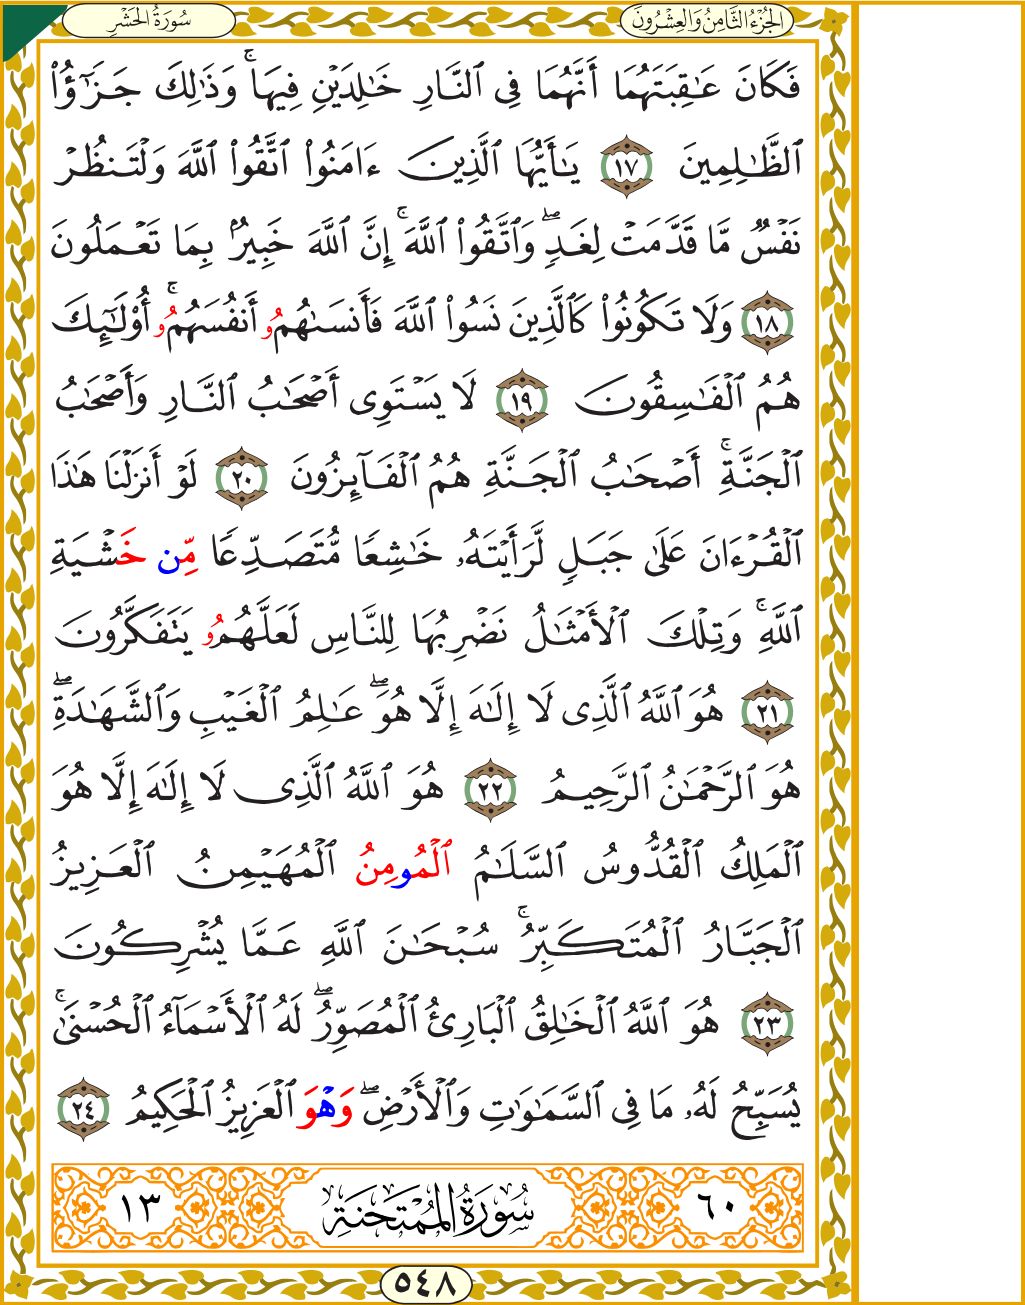 سُورَةُ الحَشْرِ
الجُزْءُ الثَّامِنُ وَالعِشْرُونَ
فَكَانَ عَٰقِبَتَهُمَا أَنَّهُمَا فِي ٱلنَّارِ خَٰلِدَيْنِ فِيهَاۚ وَذَٰلِكَ جَزَٰٓؤُا۟
ٱلظَّٰلِمِينَ ١٧ يَٰٓأَيُّهَا ٱلَّذِينَ ءَامَنُوا۟ ٱتَّقُوا۟ ٱللَّهَ وَلْتَنظُرْ
نَفْسٌ مَّا قَدَّمَتْ لِغَدٍۖ وَٱتَّقُوا۟ ٱللَّهَۚ إِنَّ ٱللَّهَ خَبِيرٌۢ بِمَا تَعْمَلُونَ
١٨ وَلَا تَكُونُوا۟ كَٱلَّذِينَ نَسُوا۟ ٱللَّهَ فَأَنسَىٰهُمُۥ أَنفُسَهُمُۥۚ أُو۟لَٰٓئِكَ
هُمُ ٱلْفَٰسِقُونَ ١٩ لَا يَسْتَوِي أَصْحَٰبُ ٱلنَّارِ وَأَصْحَٰبُ
ٱلْجَنَّةِۚ أَصْحَٰبُ ٱلْجَنَّةِ هُمُ ٱلْفَآئِزُونَ ٢٠ لَوْ أَنزَلْنَا هَٰذَا
ٱلْقُرْءَانَ عَلَىٰ جَبَلٍ لَّرَأَيْتَهُۥ خَٰشِعًا مُّتَصَدِّعًا مِّن خَشْيَةِ
ٱللَّهِۚ وَتِلْكَ ٱلْأَمْثَٰلُ نَضْرِبُهَا لِلنَّاسِ لَعَلَّهُمُۥ يَتَفَكَّرُونَ
٢١ هُوَ ٱللَّهُ ٱلَّذِي لَا إِلَٰهَ إِلَّا هُوَۖ عَٰلِمُ ٱلْغَيْبِ وَٱلشَّهَٰدَةِۖ
هُوَ ٱلرَّحْمَٰنُ ٱلرَّحِيمُ ٢٢ هُوَ ٱللَّهُ ٱلَّذِي لَا إِلَٰهَ إِلَّا هُوَ
ٱلْمَلِكُ ٱلْقُدُّوسُ ٱلسَّلَٰمُ ٱلْمُومِنُ ٱلْمُهَيْمِنُ ٱلْعَزِيزُ
ٱلْجَبَّارُ ٱلْمُتَكَبِّرُۚ سُبْحَٰنَ ٱللَّهِ عَمَّا يُشْرِكُونَ
٢٣ هُوَ ٱللَّهُ ٱلْخَٰلِقُ ٱلْبَارِئُ ٱلْمُصَوِّرُۖ لَهُ ٱلْأَسْمَآءُ ٱلْحُسْنَىٰۚ
يُسَبِّحُ لَهُۥ مَا فِي ٱلسَّمَٰوَٰتِ وَٱلْأَرْضِۖ وَهْوَ ٱلْعَزِيزُ ٱلْحَكِيمُ ٢٤
٦٠ سُورَةُ المُمْتَحَنَةِ ١٣
٥٤٨